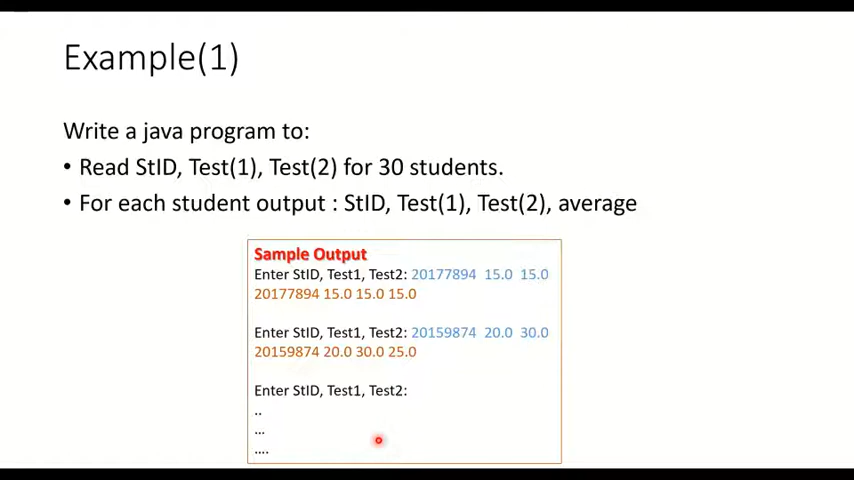 Example(1)
Write a java program to:
• Read StID, Test(1), Test(2) for 30 students.
• For each student output : StID, Test(1), Test(2), average
Sample Output
Enter StID, Test1, Test2: 20177894 15.0 15.0
20177894 15.0 15.0 15.0
Enter StID, Test1, Test2: 20159874 20.0 30.0
20159874 20.0 30.0 25.0
Enter StID, Test1, Test2:
..
...
....